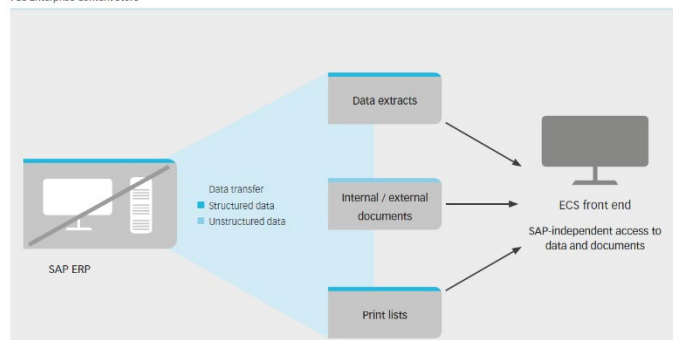 Data extracts
Data transfer
Structured data
Unstructured data
Internal / external
documents
ECS front end
SAP-independent access to
data and documents
SAP ERP
Print lists